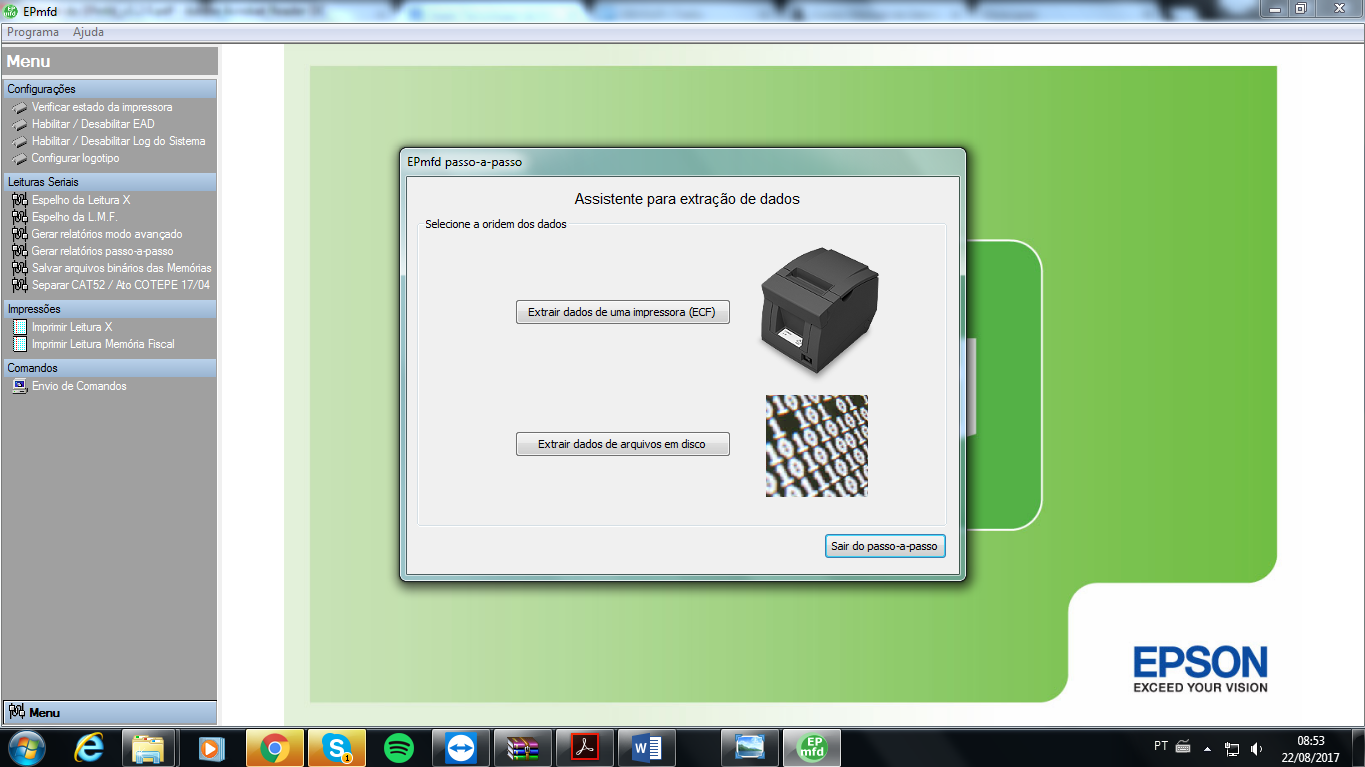 EPmfd
Programa Ajuda
Menu
Configurações
Verificar estado da impressora
Habilitar / Desabilitar EAD
Habilitar / Desabilitar Log do Sistema
Configurar logotipo
Leituras Seriais
Espelho da Leitura X
Espelho da L.M.F.
Gerar relatórios modo avançado
Gerar relatórios passo-a-passo
Salvar arquivos binários das Memórias
Separar CAT52 / Ato COTEPE 17/04
Impressões
Imprimir Leitura X
Imprimir Leitura Memória Fiscal
Comandos
Envio de Comandos
Menu
EPmfd passo-a-passo
Assistente para extração de dados
Selecione a oridem dos dados
Extrair dados de uma impressora (ECF)
Extrair dados de arquivos em disco
Sair do passo-a-passo
EPSON
EXCEED YOUR VISION
EP
mfd
PT
08:53
22/08/2017